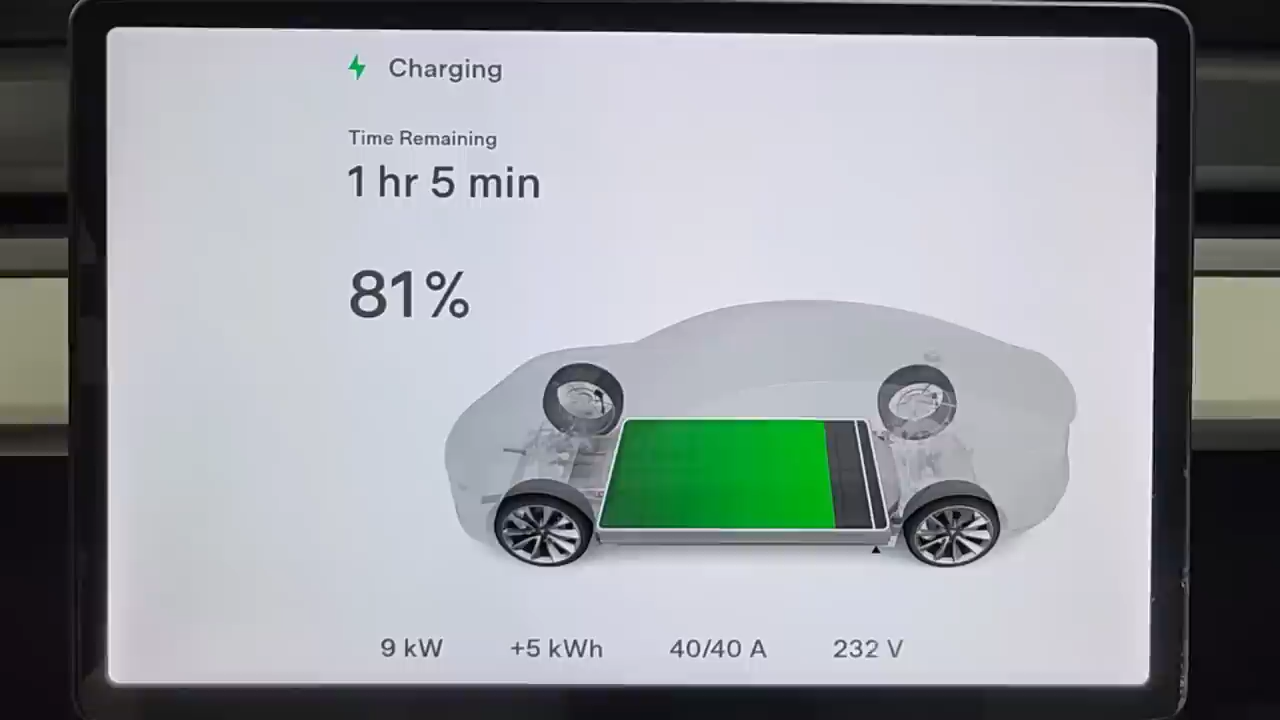 Charging
Time Remaining
1 hr 5 min
81%
9 kW +5 kWh 40/40 A 232 V